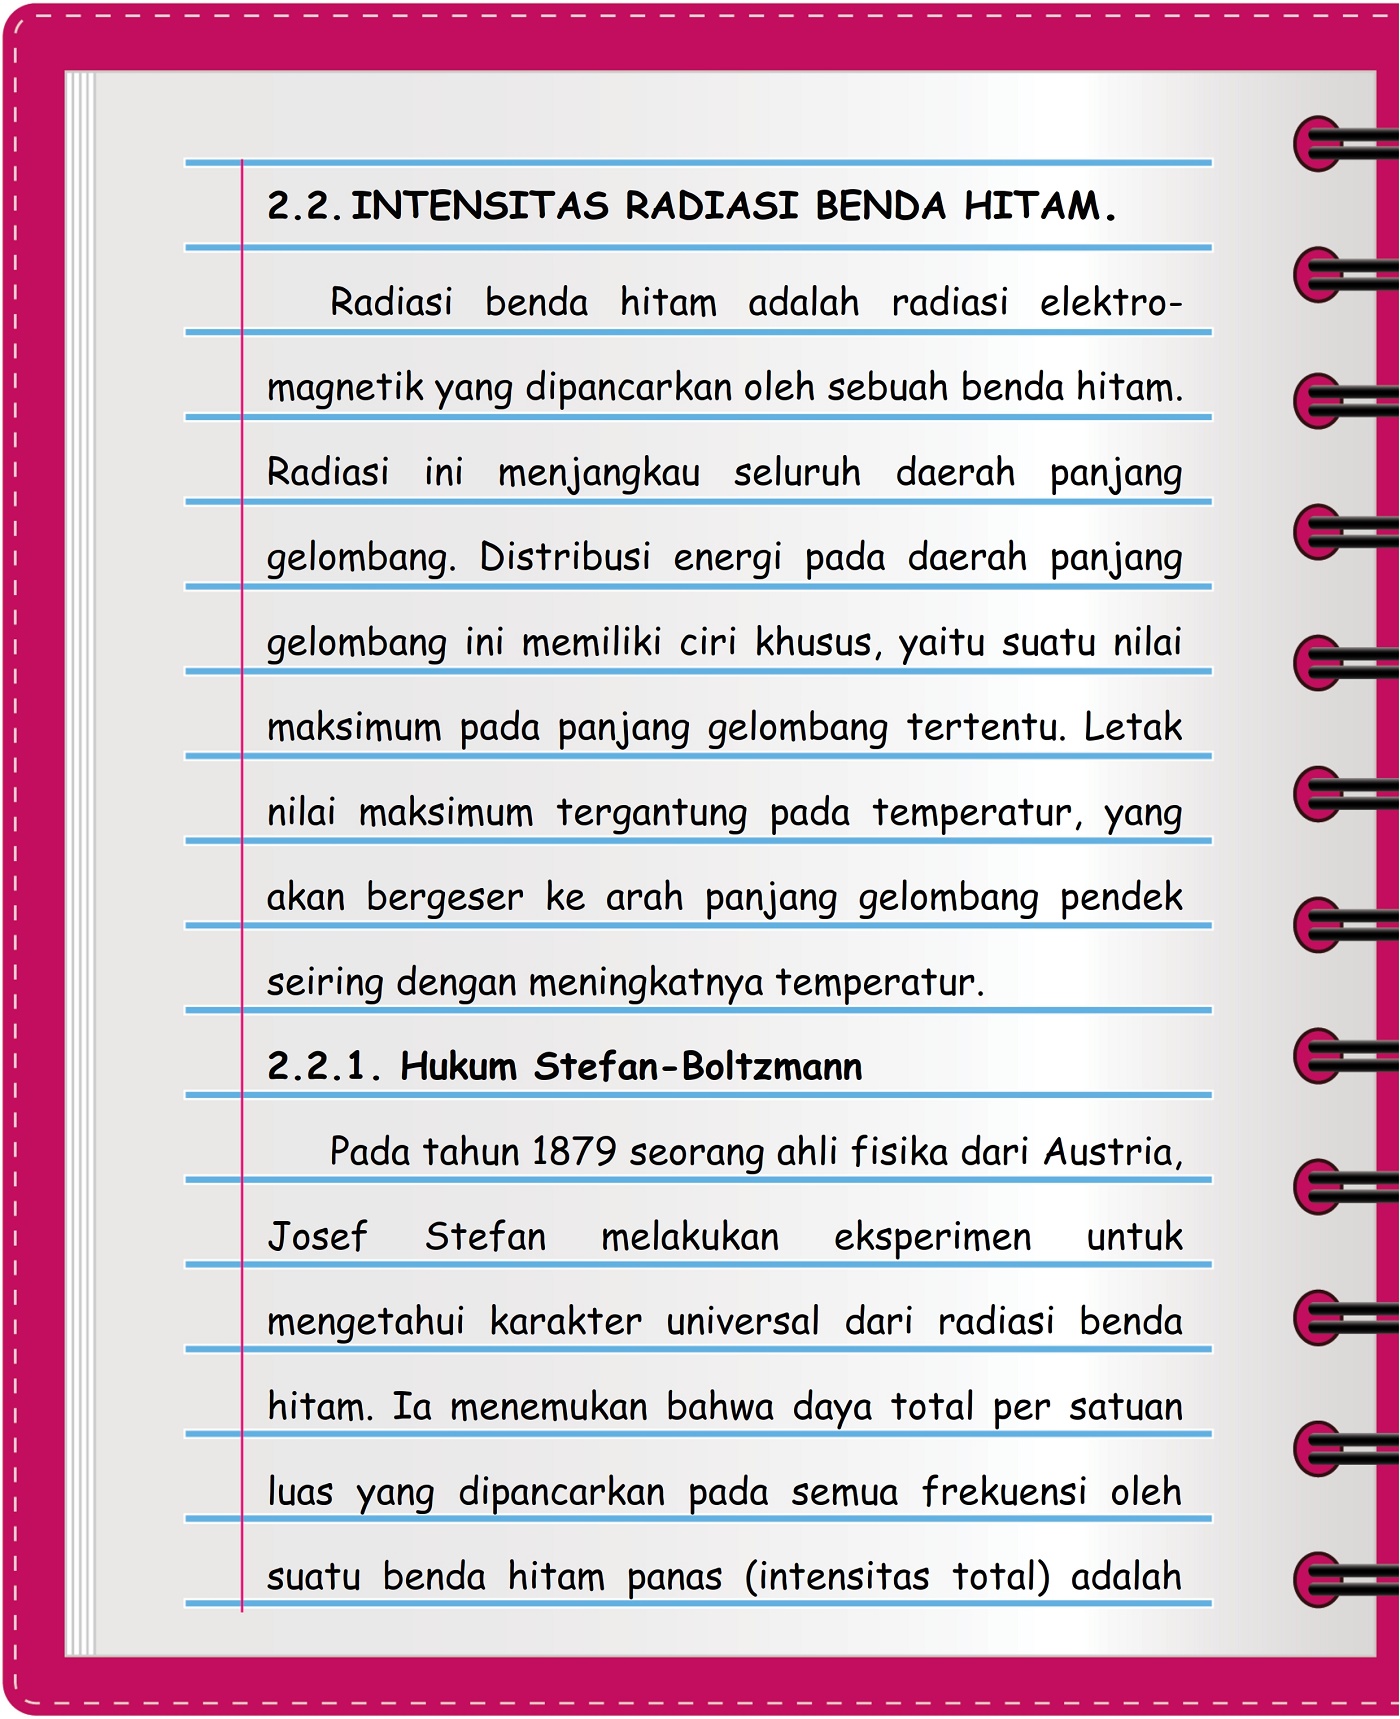 2.2. INTENSITAS RADIASI BENDA HITAM.
Radiasi benda hitam adalah radiasi elektro-
magnetik yang dipancarkan oleh sebuah benda hitam.
Radiasi ini menjangkau seluruh daerah panjang
gelombang. Distribusi energi pada daerah panjang
gelombang ini memiliki ciri khusus, yaitu suatu nilai
maksimum pada panjang gelombang tertentu. Letak
nilai maksimum tergantung pada temperatur, yang
akan bergeser ke arah panjang gelombang pendek
seiring dengan meningkatnya temperatur.
2.2.1. Hukum Stefan-Boltzmann
Pada tahun 1879 seorang ahli fisika dari Austria,
Josef Stefan melakukan eksperimen untuk
mengetahui karakter universal dari radiasi benda
hitam. Ia menemukan bahwa daya total per satuan
luas yang dipancarkan pada semua frekuensi oleh
suatu benda hitam panas (intensitas total) adalah